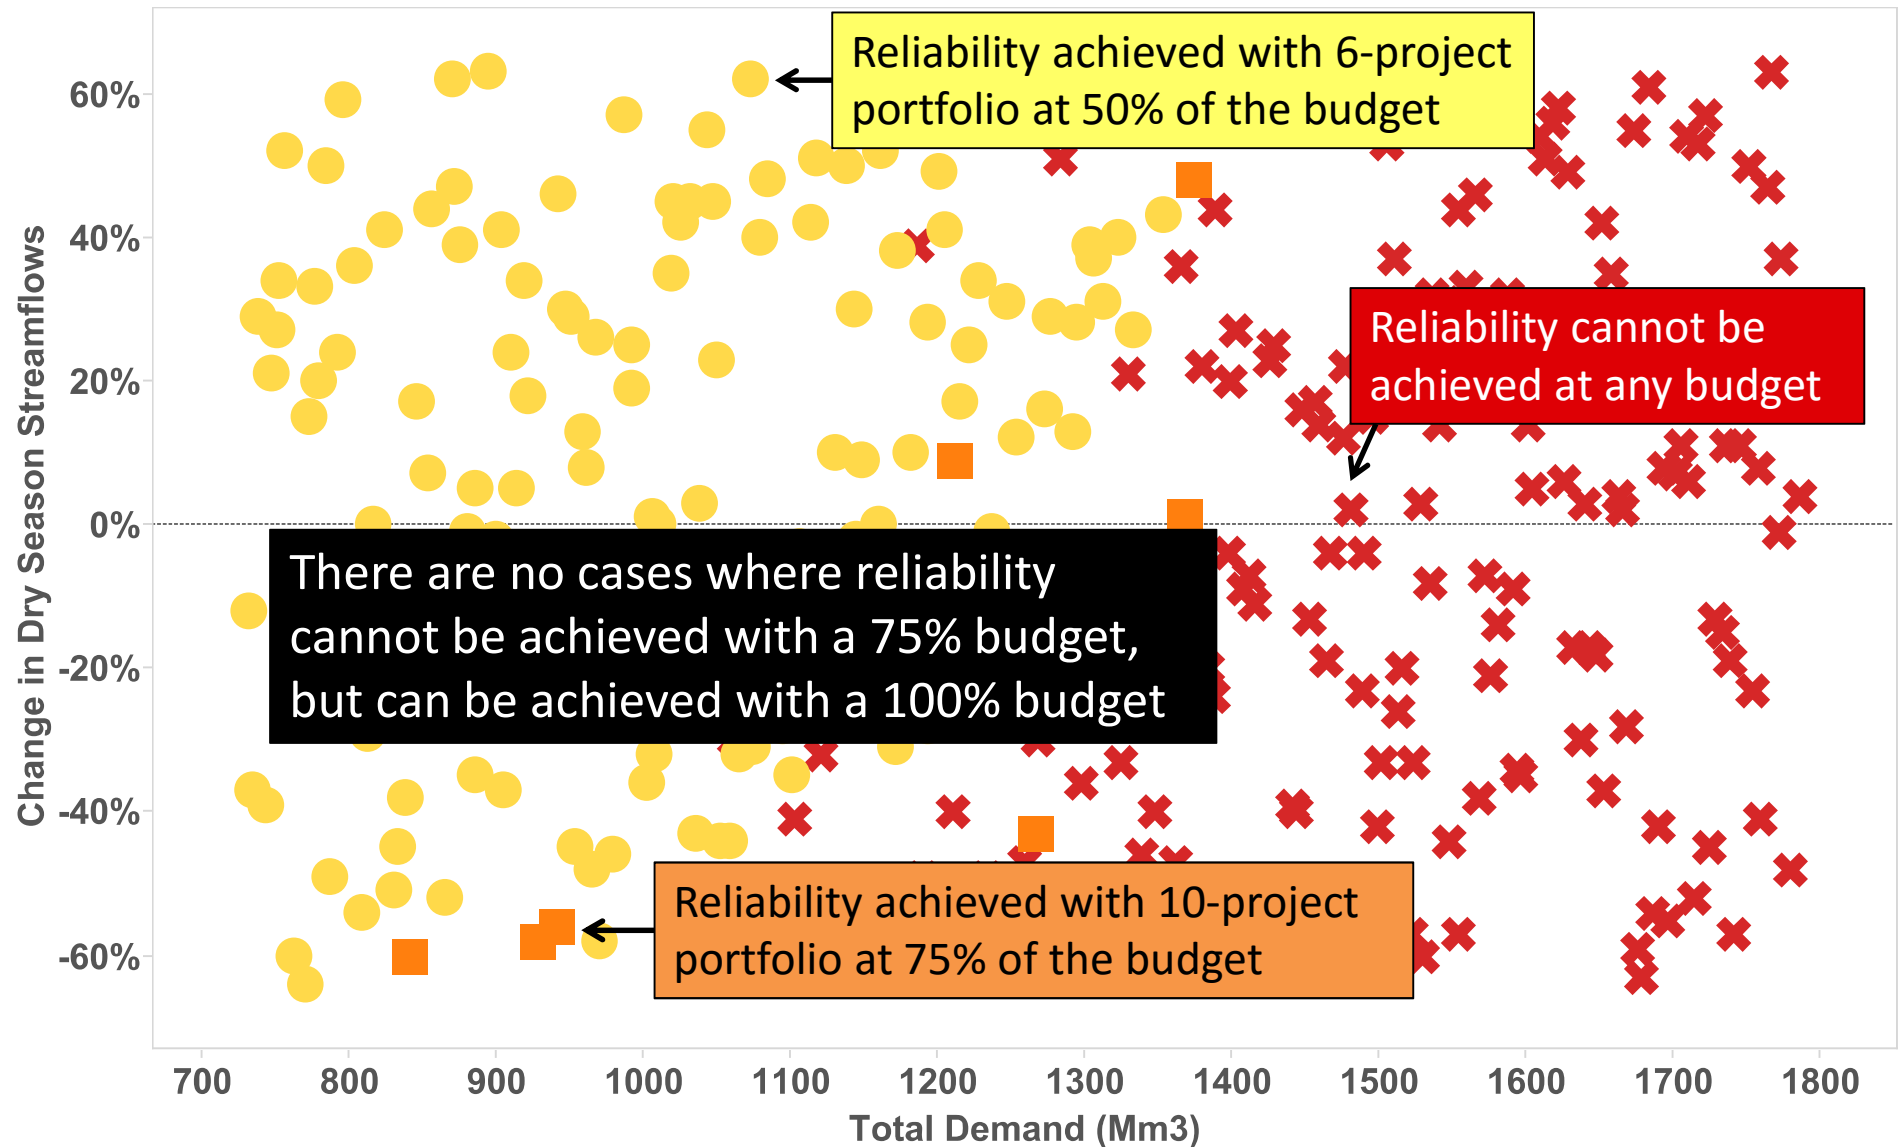 Reliability achieved with 6-project
portfolio at 50% of the budget
60%
40%
20%
0%
-20%
-40%
-60%
Change in Dry Season Streamflows
Reliability cannot be
achieved at any budget
There are no cases where reliability
cannot be achieved with a 75% budget,
but can be achieved with a 100% budget
Reliability achieved with 10-project
portfolio at 75% of the budget
700 800 900 1000 1100 1200 1300 1400 1500 1600 1700 1800
Total Demand (Mm3)